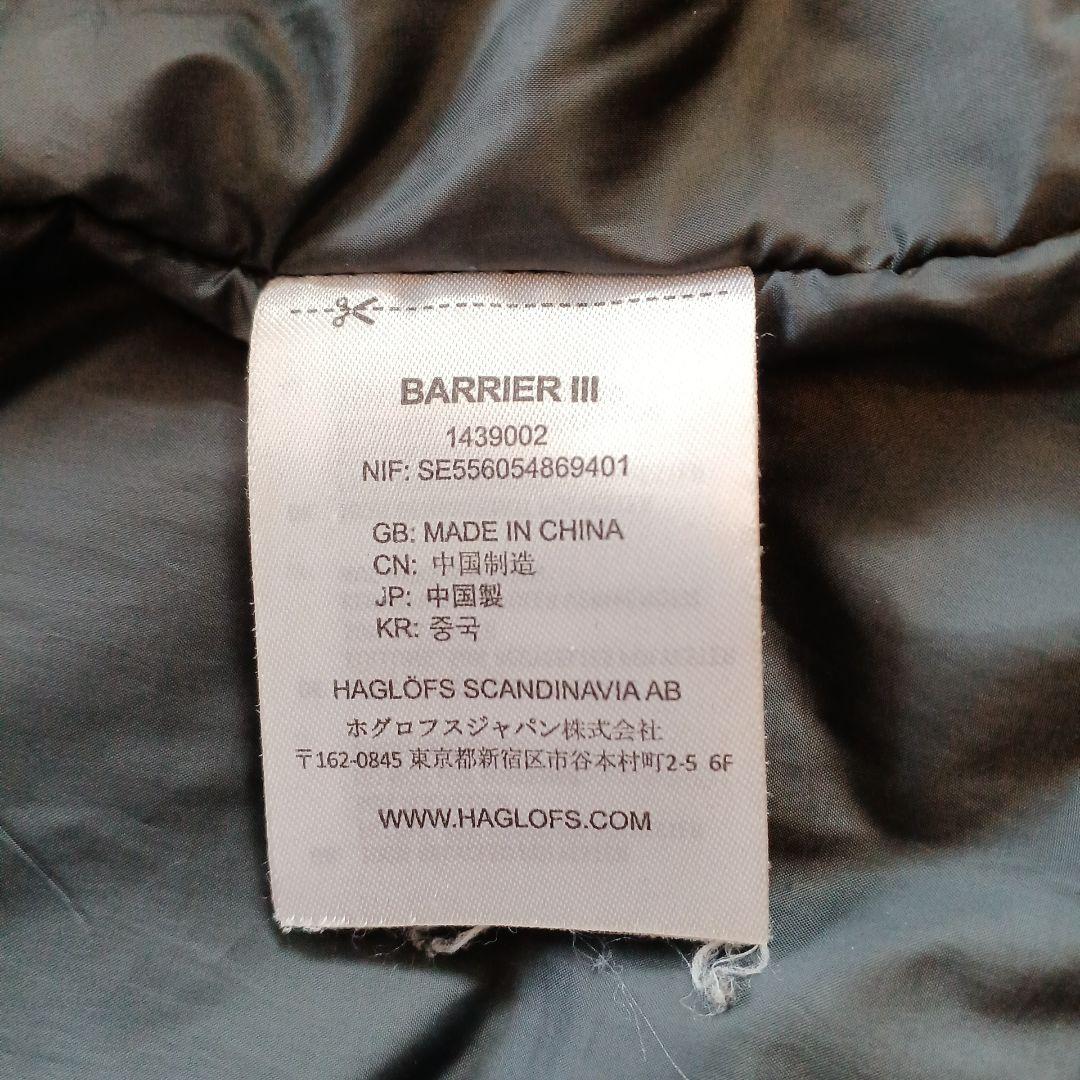 BARRIER III
1439002
NIF: SE556054869401
GB: MADE IN CHINA
CN: 中国制造
JP: 中国製
KR: 중국
HAGLÖFS SCANDINAVIA AB
ホグロフスジャパン株式会社
〒162-0845 東京都新宿区市谷本村町2-5 6F
WWW.HAGLOFS.COM